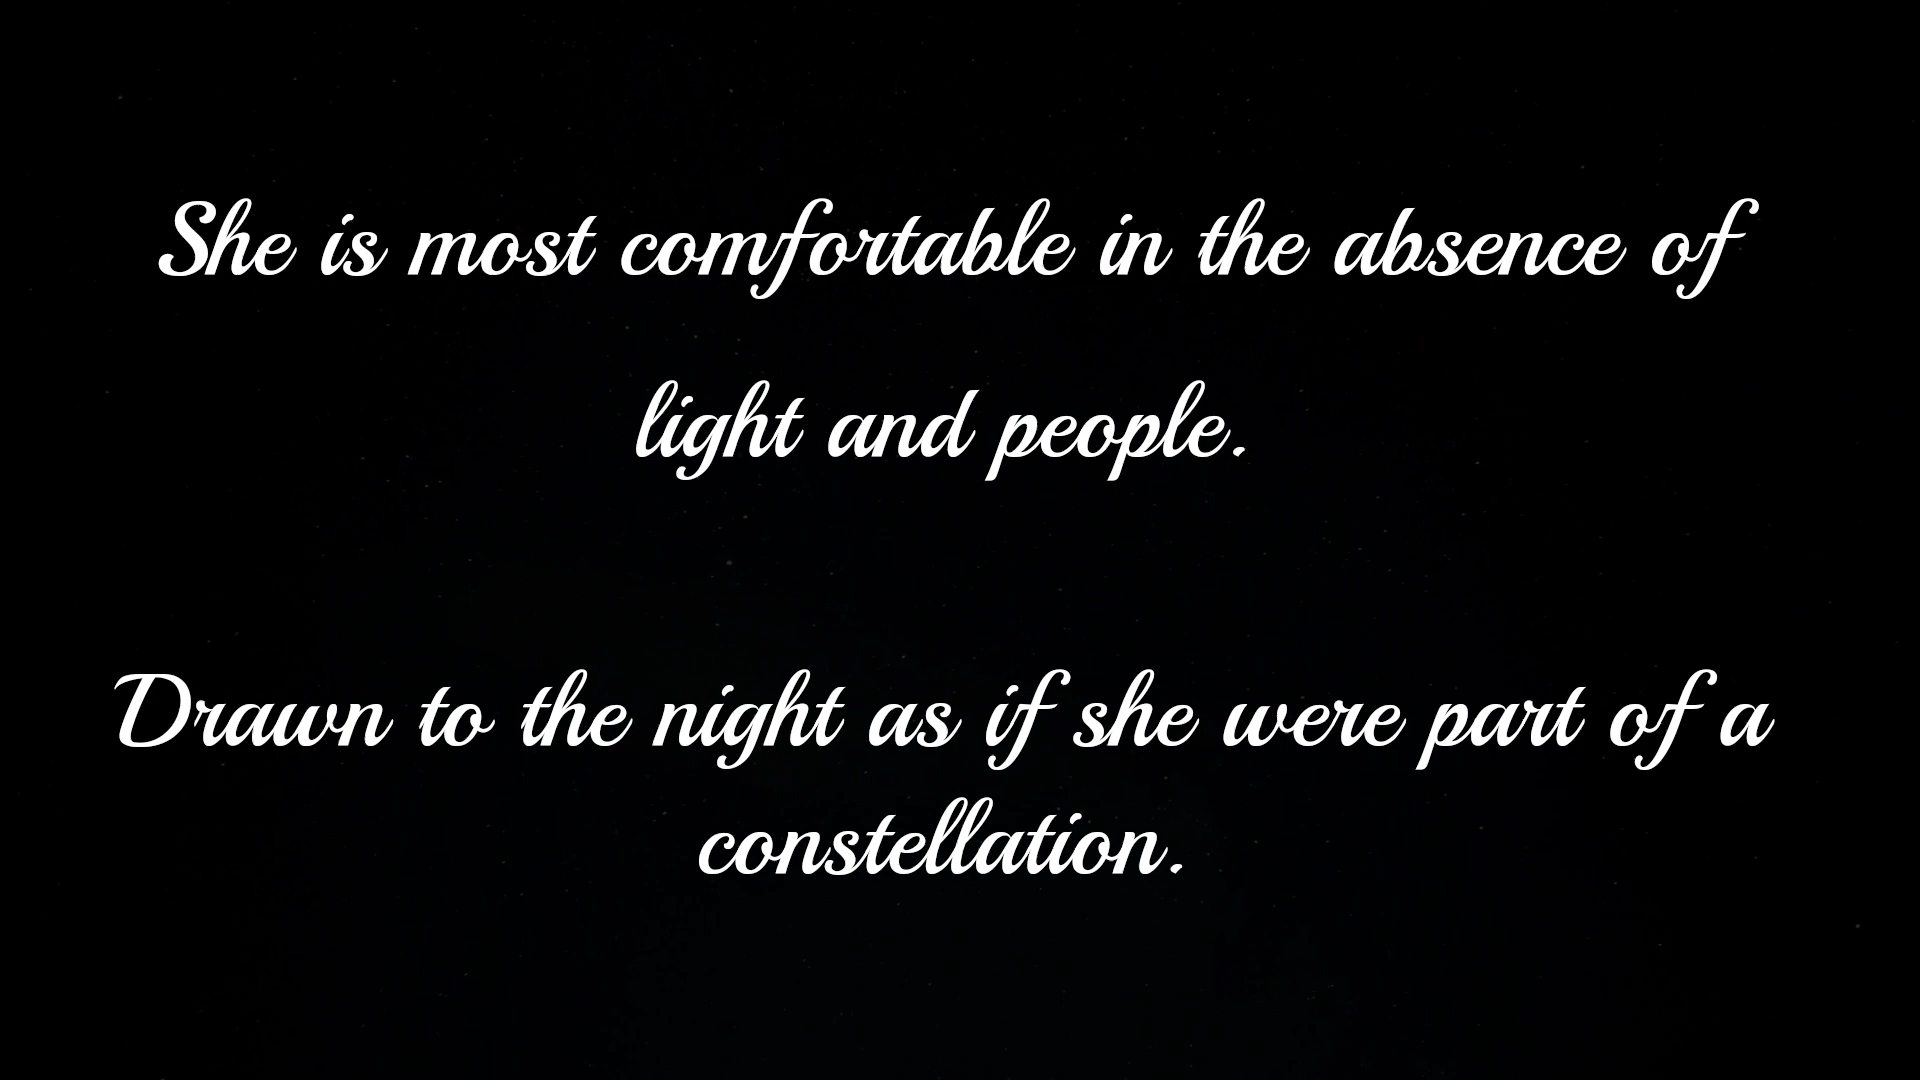 She is most comfortable in the absence of
light and people.
Drawn to the night as if she were part of a
constellation.